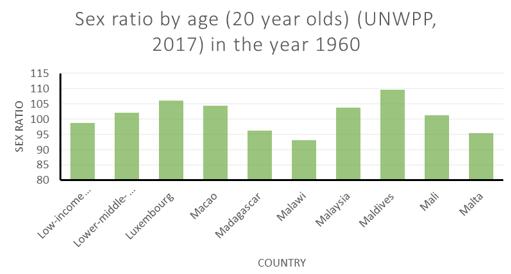 Sex ratio by age (20 year olds) (UNWPP,
2017) in the year 1960
115
110
105
100
95
90
85
80
SEX RATIO
Low-income...
Lower-middle-...
Luxembourg
Macao
Madagascar
Malawi
Malaysia
Maldives
Mali
Malta
COUNTRY